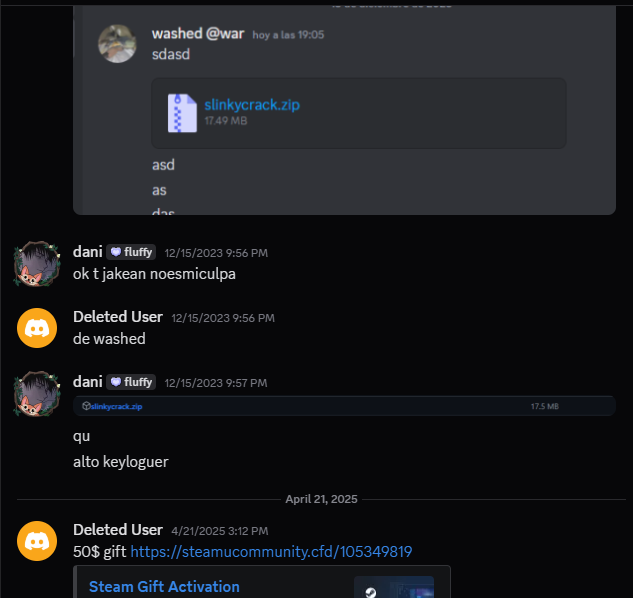 washed @war hoy a las 19:05
sdasd
slinkycrack.zip
17.49 MB
asd
as
das
dani fluffy 12/15/2023 9:56 PM
ok t jakean noesmiculpa
Deleted User 12/15/2023 9:56 PM
de washed
dani fluffy 12/15/2023 9:57 PM
slinkycrack.zip 17.5 MB
qu
alto keyloguer
April 21, 2025
Deleted User 4/21/2025 3:12 PM
50$ gift https://steamucommunity.cfd/105349819
Steam Gift Activation